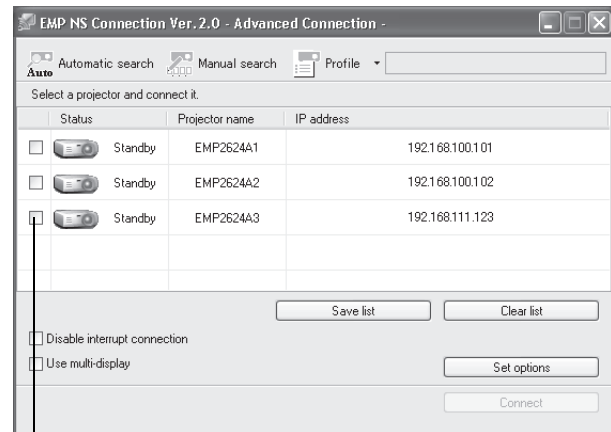 EMP NS Connection Ver.2.0 - Advanced Connection -
Auto Automatic search Manual search Profile
Select a projector and connect it.
Status Projector name IP address
Standby EMP2624A1 192.168.100.101
Standby EMP2624A2 192.168.100.102
Standby EMP2624A3 192.168.111.123
Save list Clear list
Disable interrupt connection
Use multi-display
Set options
Connect